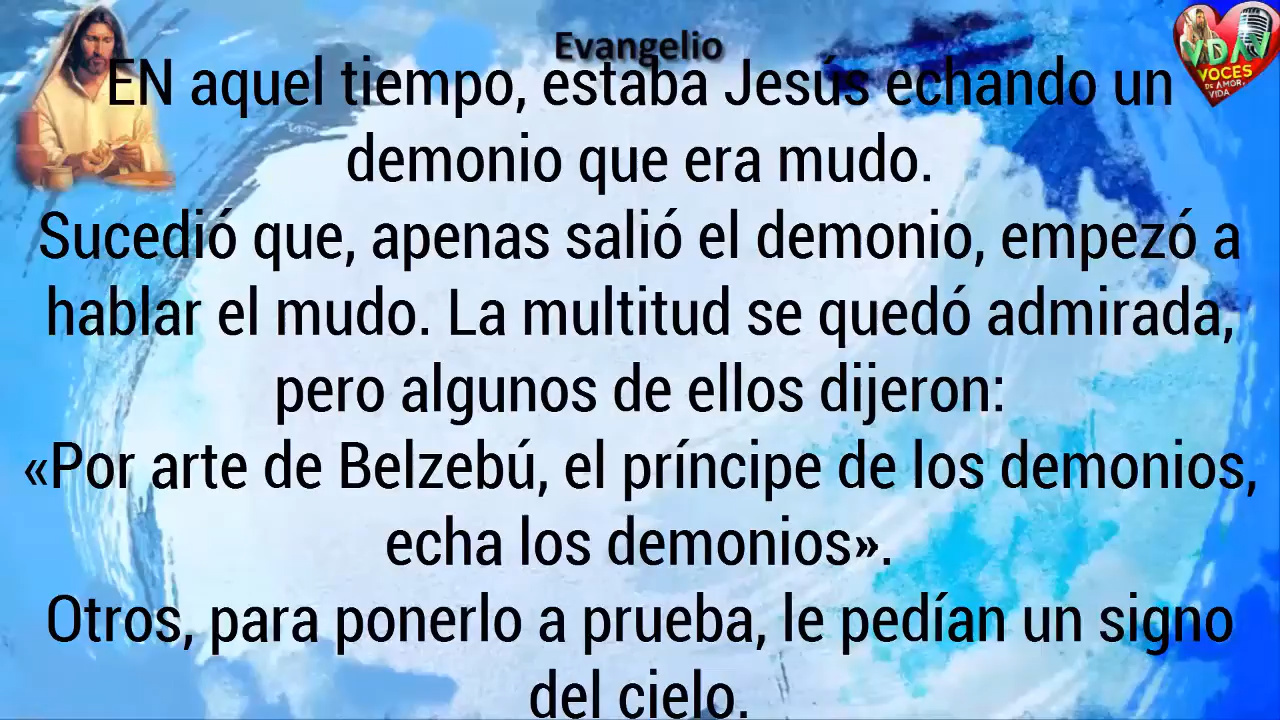 Evangelio
EN aquel tiempo, estaba Jesús echando un
demonio que era mudo.
Sucedió que, apenas salió el demonio, empezó a
hablar el mudo. La multitud se quedó admirada,
pero algunos de ellos dijeron:
«Por arte de Belzebú, el príncipe de los demonios,
echa los demonios».
Otros, para ponerlo a prueba, le pedían un signo
del cielo.
VDAV
VOCES
DE AMOR,
VIDA